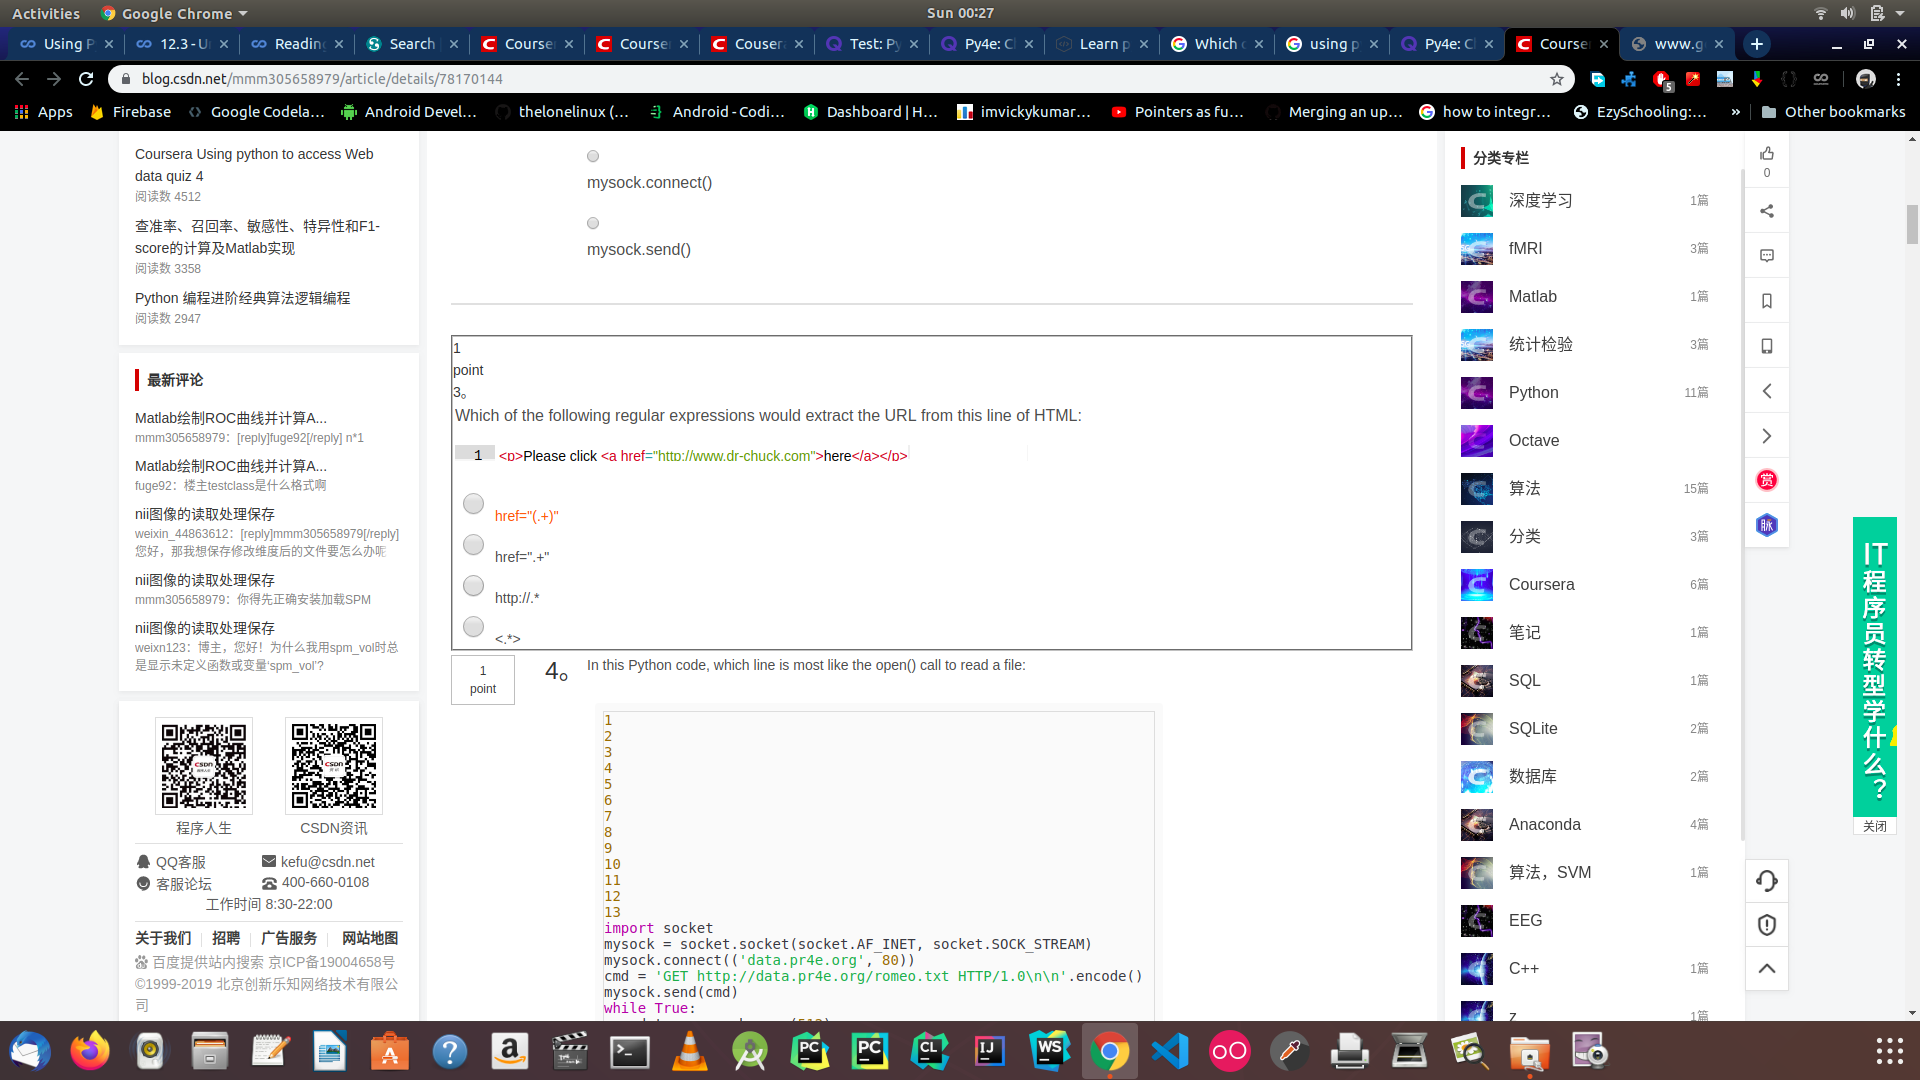 Activities
Google Chrome
Sun 00:27
Using P
12.3 - U
Reading
Search
Course
Course
Cousera
Test: Py
Py4e: C
Learn p
Which
using p
Py4e: C
Course
www.g
blog.csdn.net/mmm305658979/article/details/78170144
5
Apps
Firebase
Google Codela...
Android Devel...
thelonelinux (...
Android - Codi...
Dashboard | H...
imvickykumar...
Pointers as fu...
Merging an up...
how to integr...
EzySchooling:...
»
Other bookmarks
Coursera Using python to access Web
data quiz 4
阅读数 4512
查准率、召回率、敏感性、特异性和F1-
score的计算及Matlab实现
阅读数 3358
Python 编程进阶经典算法逻辑编程
阅读数 2947
最新评论
Matlab绘制ROC曲线并计算A...
mmm305658979：[reply]fuge92[/reply] n*1
Matlab绘制ROC曲线并计算A...
fuge92：楼主testclass是什么格式啊
nii图像的读取处理保存
weixin_44863612：[reply]mmm305658979[/reply]
您好，那我想保存修改维度后的文件要怎么办呢
nii图像的读取处理保存
mmm305658979：你得先正确安装加载SPM
nii图像的读取处理保存
weixn123：博主，您好！为什么我用spm_vol时总
是显示未定义函数或变量'spm_vol'?
程序人生
CSDN资讯
QQ客服
kefu@csdn.net
客服论坛
400-660-0108
工作时间 8:30-22:00
关于我们
招聘
广告服务
网站地图
百度提供站内搜索 京ICP备19004658号
©1999-2019 北京创新乐知网络技术有限公
司
mysock.connect()
mysock.send()
1
point
3。
Which of the following regular expressions would extract the URL from this line of HTML:
1 <p>Please click <a href="http://www.dr-chuck.com">here</a></p>
href="(.+)"
href=".+"
http://.*
<.*>
1
point
4。
In this Python code, which line is most like the open() call to read a file:
1
2
3
4
5
6
7
8
9
10
11
12
13
import socket
mysock = socket.socket(socket.AF_INET, socket.SOCK_STREAM)
mysock.connect(('data.pr4e.org', 80))
cmd = 'GET http://data.pr4e.org/romeo.txt HTTP/1.0\n\n'.encode()
mysock.send(cmd)
while True:
分类专栏
深度学习 1篇
fMRI 3篇
Matlab 1篇
统计检验 3篇
Python 11篇
Octave
算法 15篇
分类 3篇
Coursera 6篇
笔记 1篇
SQL 1篇
SQLite 2篇
数据库 2篇
Anaconda 4篇
算法，SVM 1篇
EEG
C++ 1篇
z 1篇
0
赏
脉
IT程序员转型学什么？
关闭